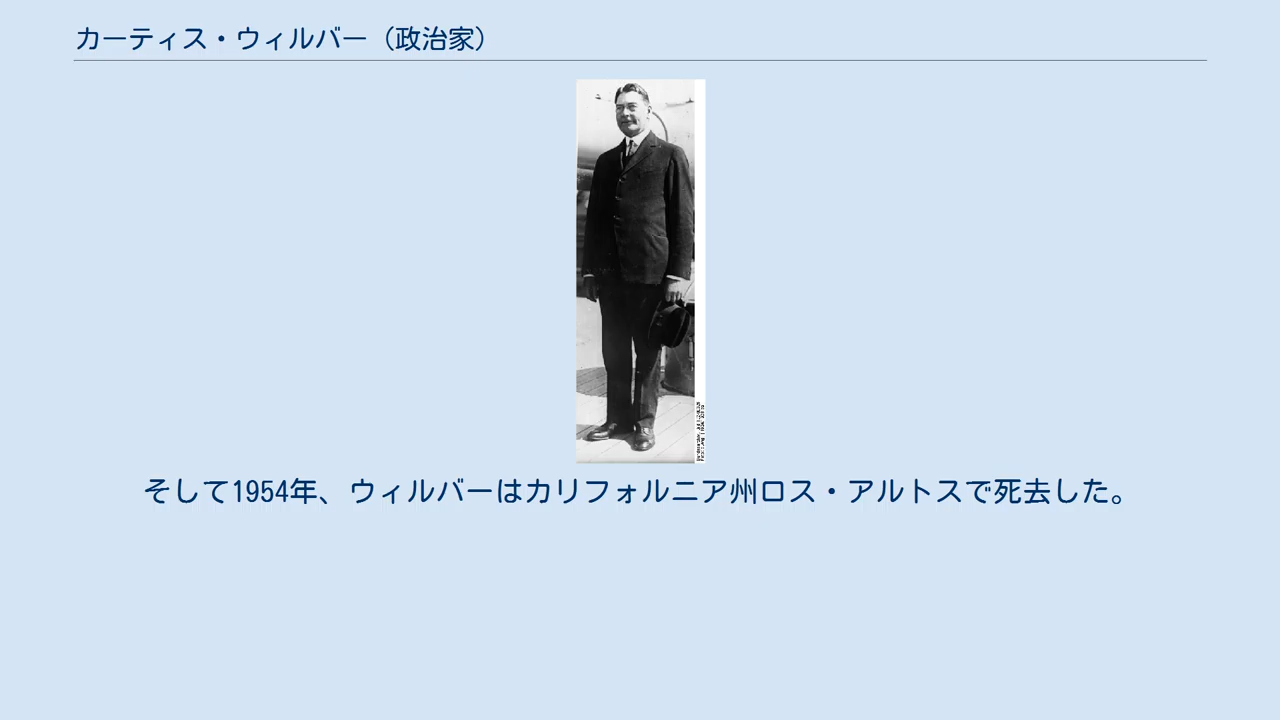 カーティス・ウィルバー（政治家）
そして1954年、ウィルバーはカリフォルニア州ロス・アルトスで死去した。